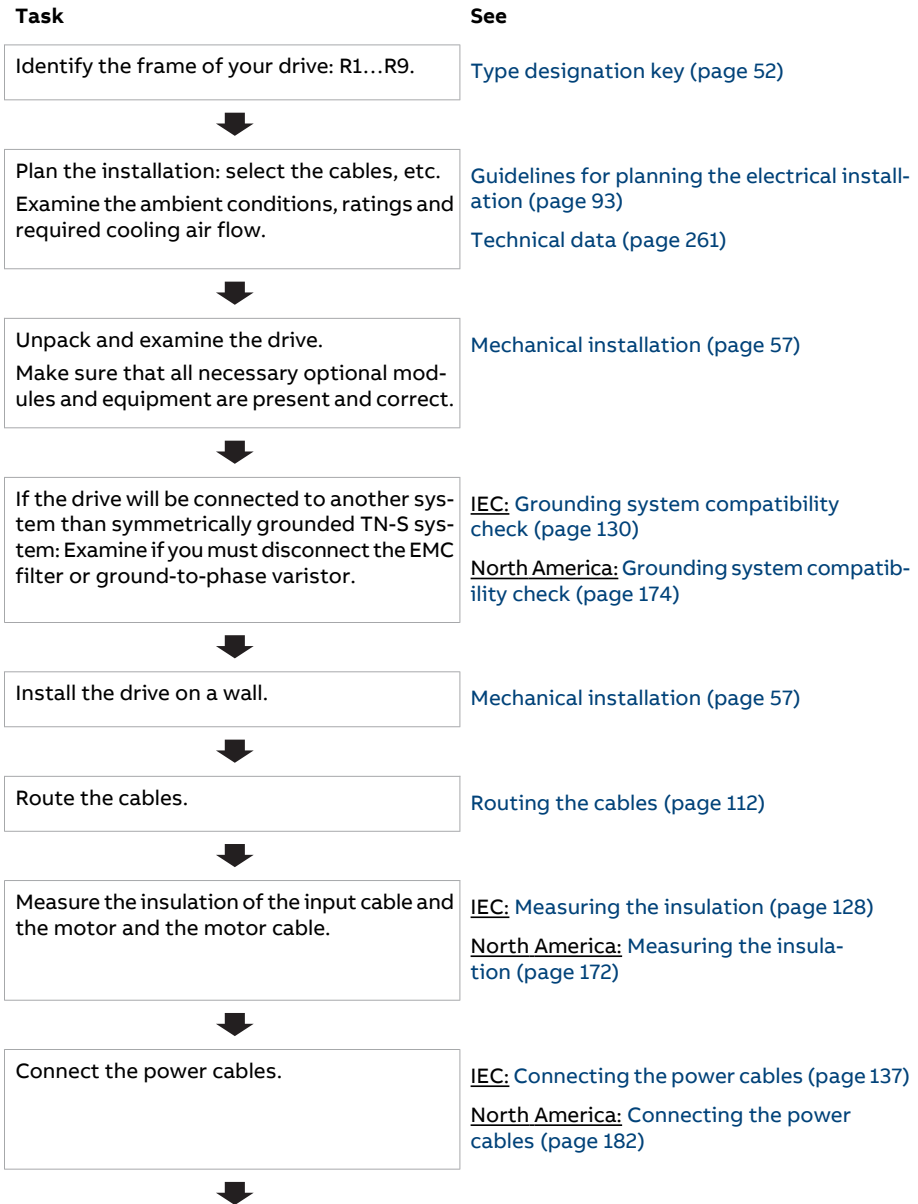 Task See
Identify the frame of your drive: R1…R9.
Type designation key (page 52)
Plan the installation: select the cables, etc.
Examine the ambient conditions, ratings and
required cooling air flow.
Guidelines for planning the electrical install-
ation (page 93)
Technical data (page 261)
Unpack and examine the drive.
Make sure that all necessary optional mod-
ules and equipment are present and correct.
Mechanical installation (page 57)
If the drive will be connected to another sys-
tem than symmetrically grounded TN-S sys-
tem: Examine if you must disconnect the EMC
filter or ground-to-phase varistor.
IEC: Grounding system compatibility
check (page 130)
North America: Grounding system compatib-
ility check (page 174)
Install the drive on a wall.
Mechanical installation (page 57)
Route the cables.
Routing the cables (page 112)
Measure the insulation of the input cable and
the motor and the motor cable.
IEC: Measuring the insulation (page 128)
North America: Measuring the insula-
tion (page 172)
Connect the power cables.
IEC: Connecting the power cables (page 137)
North America: Connecting the power
cables (page 182)